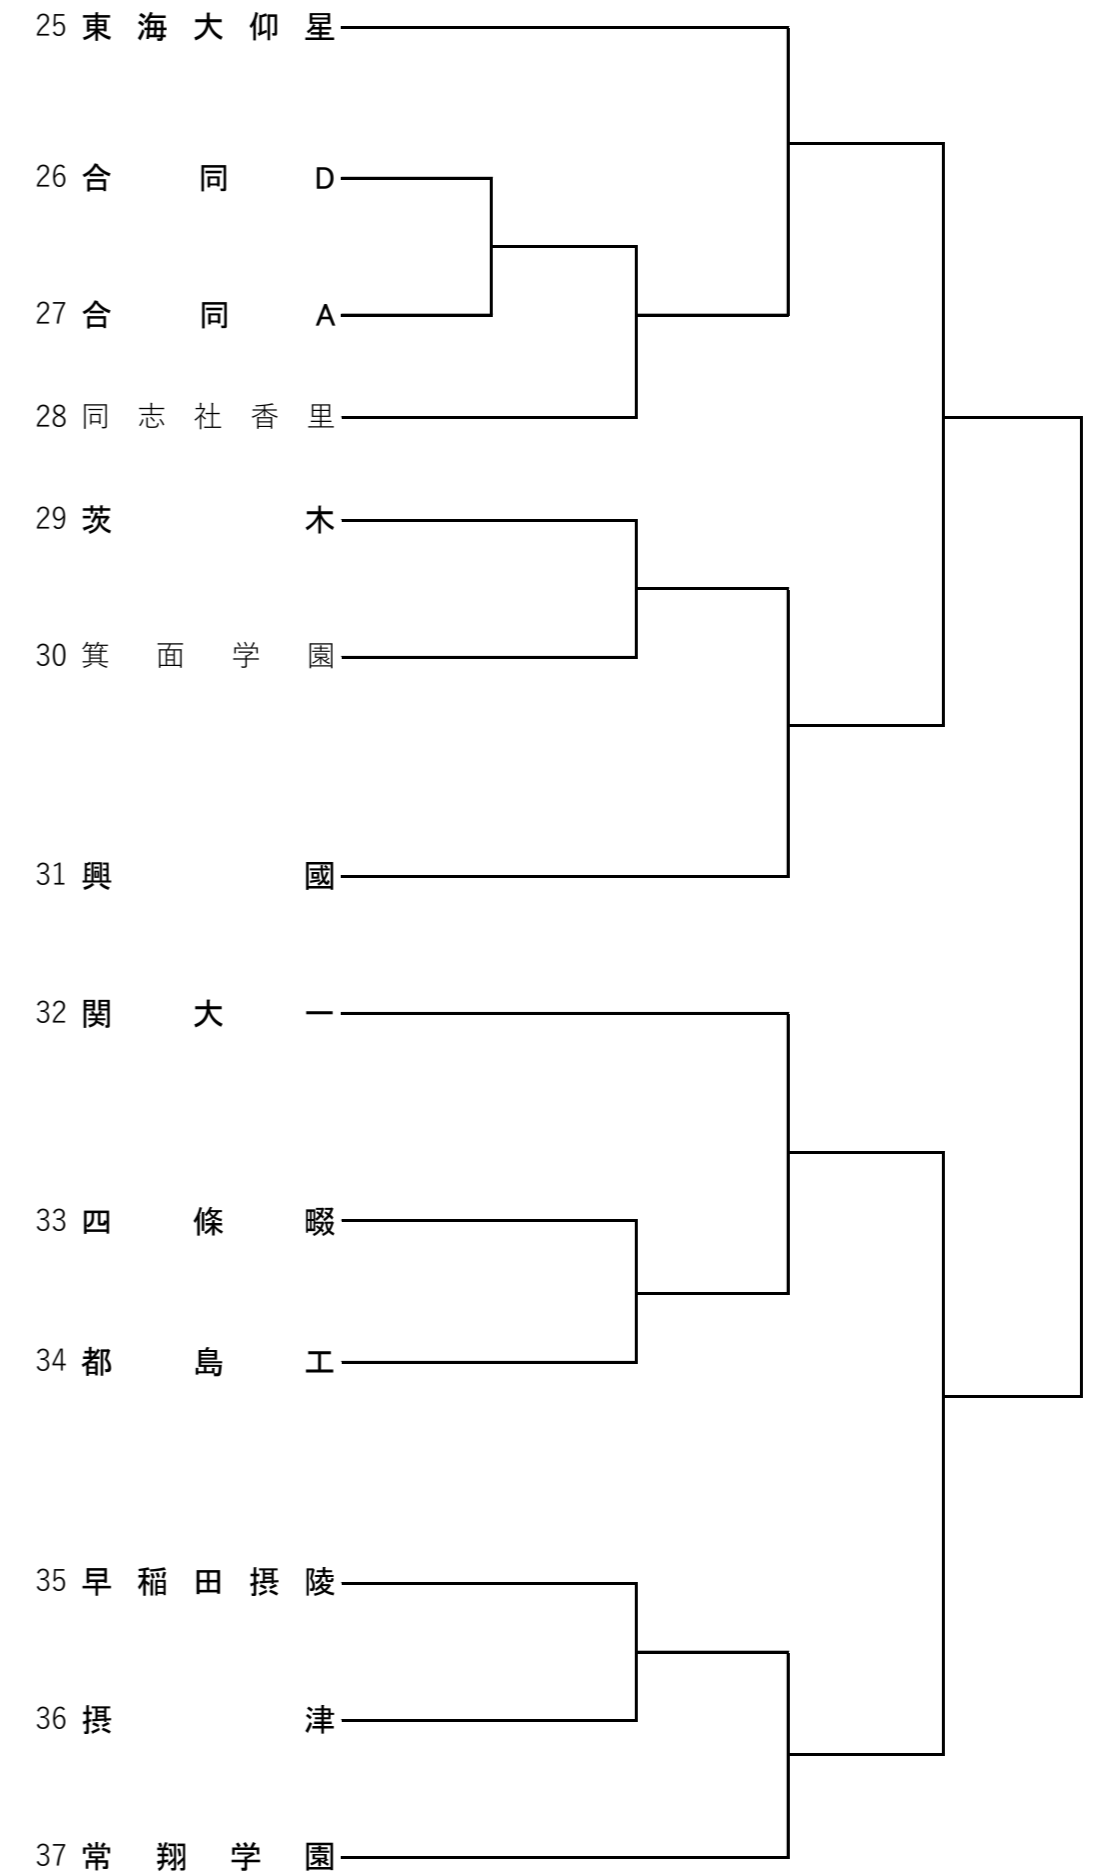 25 東海大仰星
26 合同D
27 合同A
28 同志社香里
29 茨木
30 箕面学園
31 興國
32 関大一
33 四條畷
34 都島工
35 早稲田摂陵
36 摂津
37 常翔学園